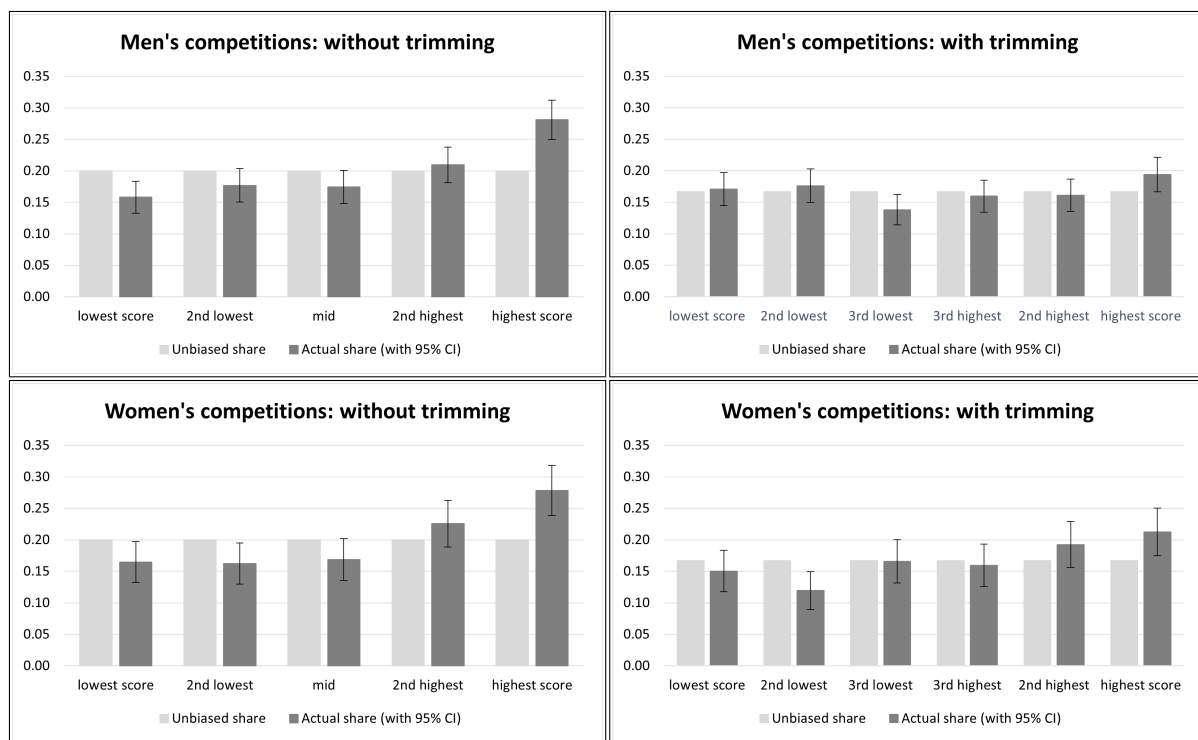 Men's competitions: without trimming
0.35
0.30
0.25
0.20
0.15
0.10
0.05
0.00
lowest score 2nd lowest mid 2nd highest highest score
Unbiased share Actual share (with 95% CI)
Men's competitions: with trimming
0.35
0.30
0.25
0.20
0.15
0.10
0.05
0.00
lowest score 2nd lowest 3rd lowest 3rd highest 2nd highest highest score
Unbiased share Actual share (with 95% CI)
Women's competitions: without trimming
0.35
0.30
0.25
0.20
0.15
0.10
0.05
0.00
lowest score 2nd lowest mid 2nd highest highest score
Unbiased share Actual share (with 95% CI)
Women's competitions: with trimming
0.35
0.30
0.25
0.20
0.15
0.10
0.05
0.00
lowest score 2nd lowest 3rd lowest 3rd highest 2nd highest highest score
Unbiased share Actual share (with 95% CI)